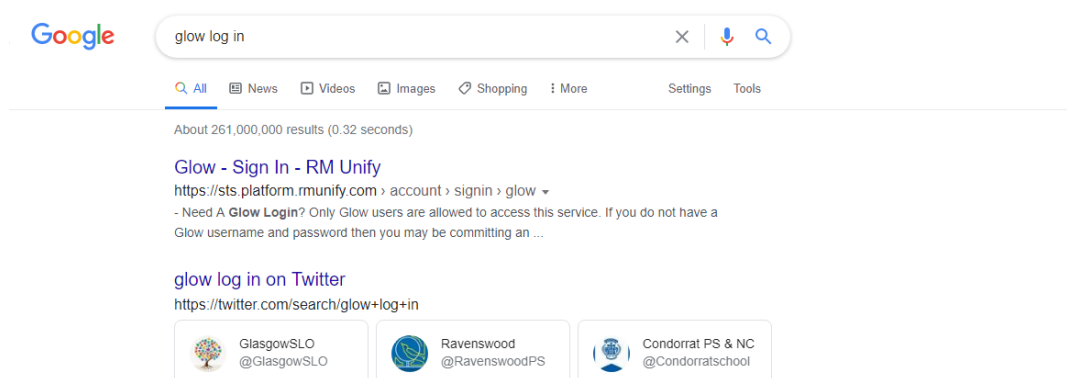 Google
glow log in
All News Videos Images Shopping More Settings Tools
About 261,000,000 results (0.32 seconds)
Glow - Sign In - RM Unify
https://sts.platform.rmunify.com › account › signin › glow
- Need A Glow Login? Only Glow users are allowed to access this service. If you do not have a
Glow username and password then you may be committing an ...
glow log in on Twitter
https://twitter.com/search/glow+log+in
GlasgowSLO
@GlasgowSLO
Ravenswood
@RavenswoodPS
Condorrat PS & NC
@Condorratschool